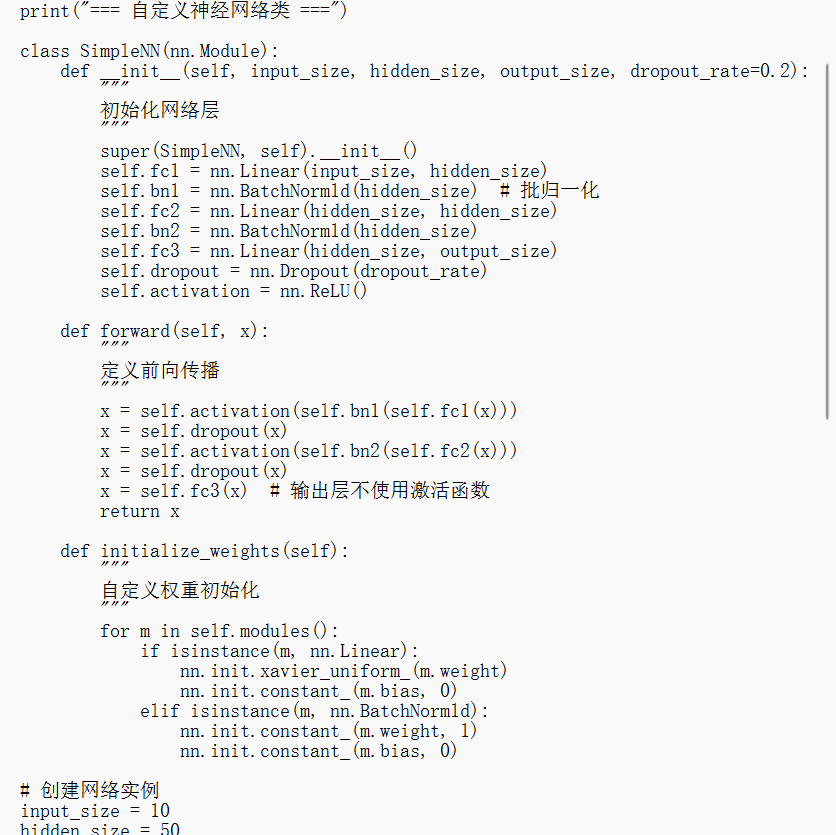 print("=== 自定义神经网络类 ===")
class SimpleNN(nn.Module):
    def __init__(self, input_size, hidden_size, output_size, dropout_rate=0.2):
        """
        初始化网络层
        """
        super(SimpleNN, self).__init__()
        self.fc1 = nn.Linear(input_size, hidden_size)
        self.bn1 = nn.BatchNorm1d(hidden_size)  # 批归一化
        self.fc2 = nn.Linear(hidden_size, hidden_size)
        self.bn2 = nn.BatchNorm1d(hidden_size)
        self.fc3 = nn.Linear(hidden_size, output_size)
        self.dropout = nn.Dropout(dropout_rate)
        self.activation = nn.ReLU()
    def forward(self, x):
        """
        定义前向传播
        """
        x = self.activation(self.bn1(self.fc1(x)))
        x = self.dropout(x)
        x = self.activation(self.bn2(self.fc2(x)))
        x = self.dropout(x)
        x = self.fc3(x)  # 输出层不使用激活函数
        return x
    def initialize_weights(self):
        """
        自定义权重初始化
        """
        for m in self.modules():
            if isinstance(m, nn.Linear):
                nn.init.xavier_uniform_(m.weight)
                nn.init.constant_(m.bias, 0)
            elif isinstance(m, nn.BatchNorm1d):
                nn.init.constant_(m.weight, 1)
                nn.init.constant_(m.bias, 0)
# 创建网络实例
input_size = 10
hidden_size = 50